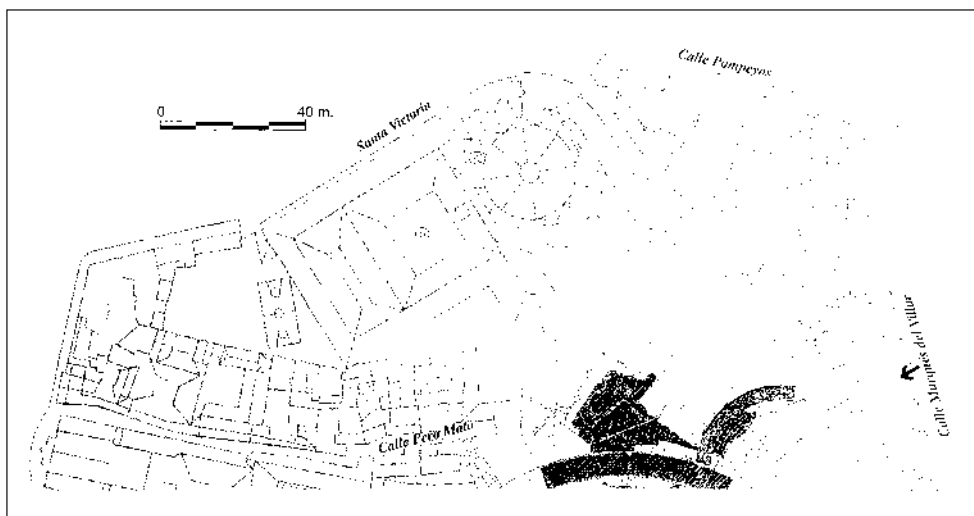 Calle Pompeyos
0 40 m.
Santa Victoria
Calle Marqués del Villar
Calle Pero Mato